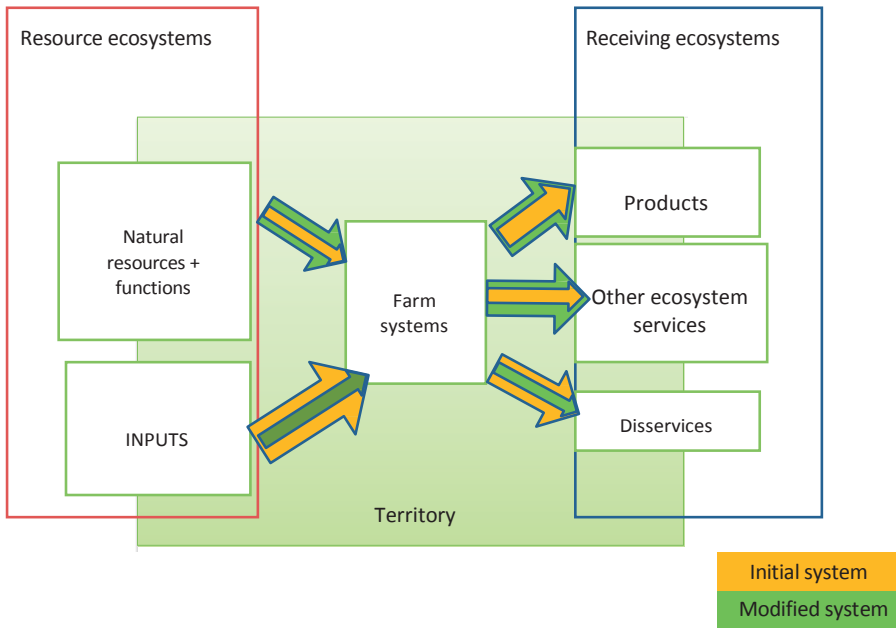 Resource ecosystems
Receiving ecosystems
Natural
resources +
functions
INPUTS
Farm
systems
Products
Other ecosystem
services
Disservices
Territory
Initial system
Modified system